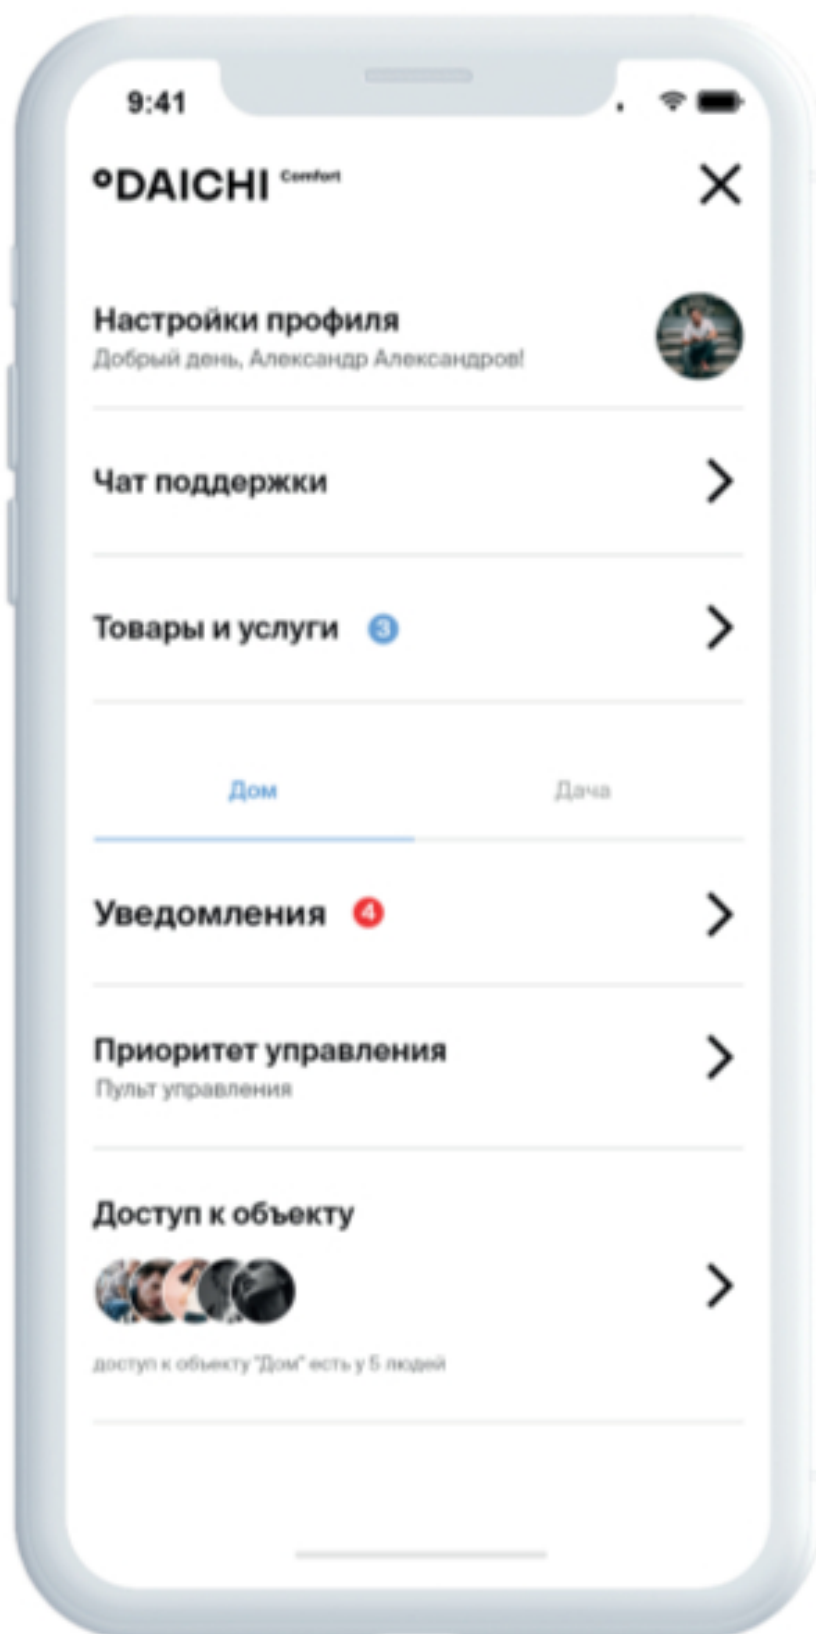 9:41
°DAICHI Comfort
Настройки профиля
Добрый день, Александр Александров!
Чат поддержки
Товары и услуги 3
Дом Дача
Уведомления 4
Приоритет управления
Пульт управления
Доступ к объекту
доступ к объекту "Дом" есть у 5 людей